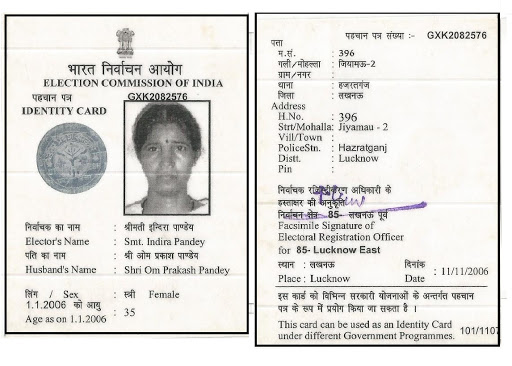 भारत निर्वाचन आयोग
ELECTION COMMISSION OF INDIA
पहचान पत्र
GXK2082576
IDENTITY CARD
निर्वाचक का नाम : श्रीमती इन्दिरा पाण्डेय
Elector's Name : Smt. Indira Pandey
पति का नाम : श्री ओम प्रकाश पाण्डेय
Husband's Name : Shri Om Prakash Pandey
लिंग / Sex : स्त्री Female
1.1.2006 को आयु
Age as on 1.1.2006 : 35
पहचान पत्र संख्या :- GXK2082576
पता
म.सं. : 396
गली/मोहल्ला : जियामऊ-2
ग्राम/नगर :
थाना : हजरतगंज
जिला : लखनऊ
Address
H.No. : 396
Strt/Mohalla: Jiyamau - 2
Vill/Town :
PoliceStn. : Hazratganj
Distt. : Lucknow
Pin :
निर्वाचक रजिस्ट्रीकरण अधिकारी के
हस्ताक्षर की अनुकृति
निर्वाचन क्षेत्र 85- लखनऊ पूर्व
Facsimile Signature of
Electoral Registration Officer
for 85- Lucknow East
स्थान : लखनऊ दिनांक
Place : Lucknow Date : 11/11/2006
इस कार्ड को विभिन्न सरकारी योजनाओं के अन्तर्गत पहचान
पत्र के रूप में प्रयोग किया जा सकता है ।
This card can be used as an Identity Card
under different Government Programmes. 101/1107